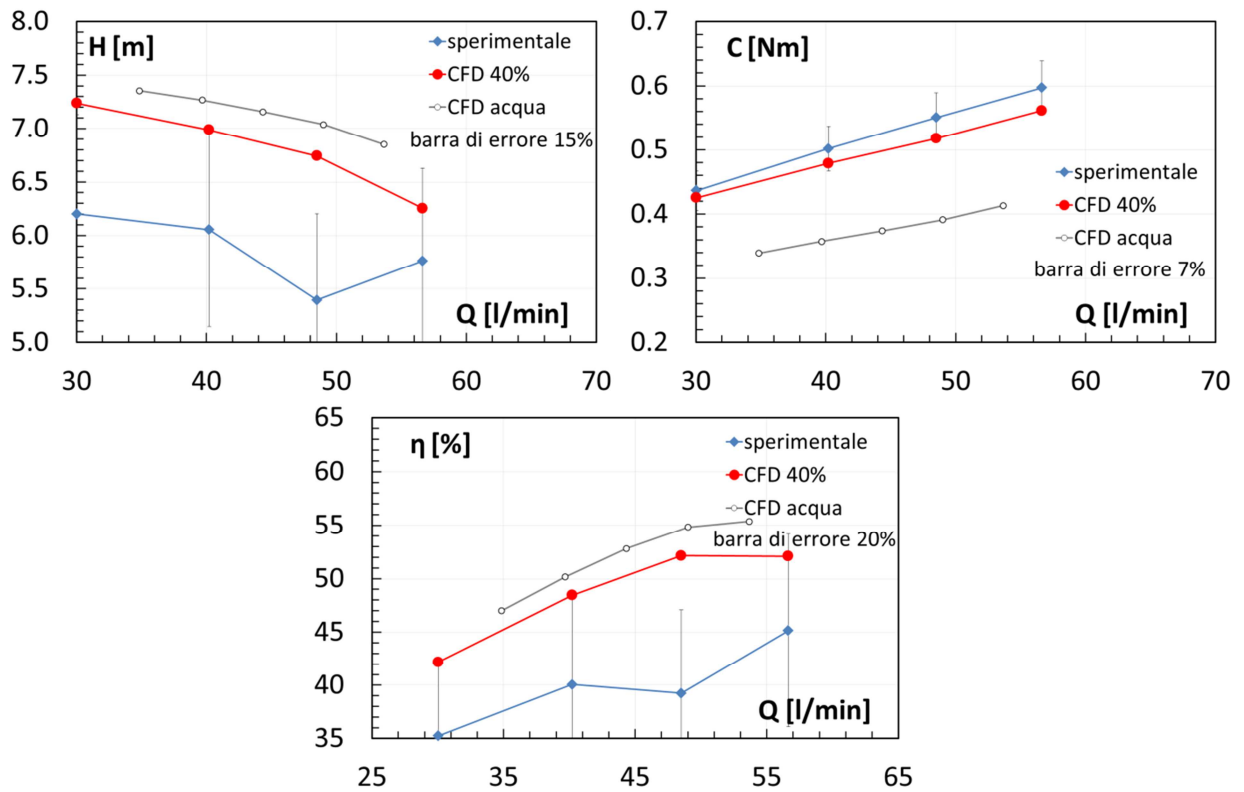 8.0
7.5
7.0
6.5
6.0
5.5
5.0
H [m]
sperimentale
CFD 40%
CFD acqua
barra di errore 15%
Q [l/min]
30 40 50 60 70
0.7
0.6
0.5
0.4
0.3
0.2
C [Nm]
sperimentale
CFD 40%
CFD acqua
barra di errore 7%
Q [l/min]
30 40 50 60 70
65
60
55
50
45
40
35
η [%]
sperimentale
CFD 40%
CFD acqua
barra di errore 20%
Q [l/min]
25 35 45 55 65